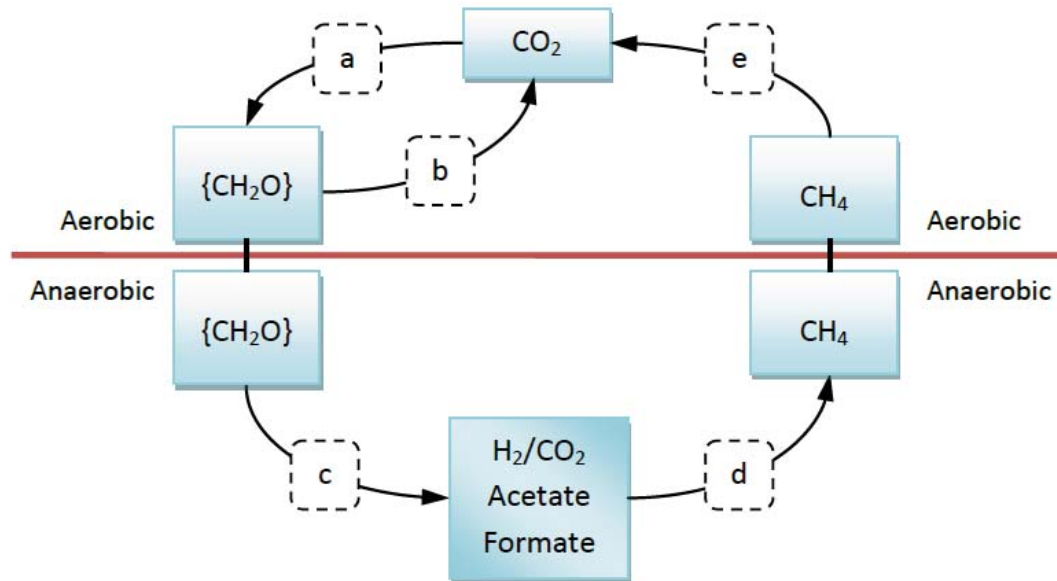 CO₂
a
e
b
{CH₂O}
CH₄
Aerobic
Aerobic
Anaerobic
Anaerobic
{CH₂O}
CH₄
c
H₂/CO₂
Acetate
Formate
d